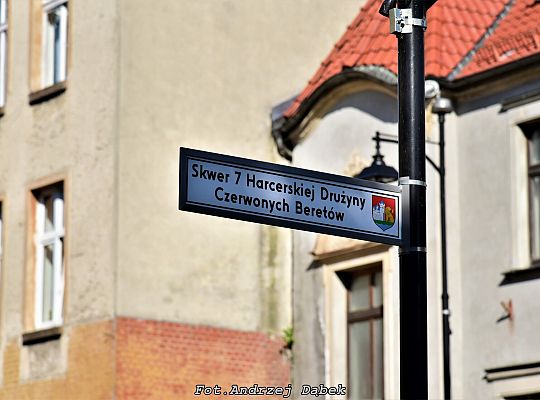 Skwer 7 Harcerskiej Drużyny
Czerwonych Beretów
Fot.Andrzej Dąbek